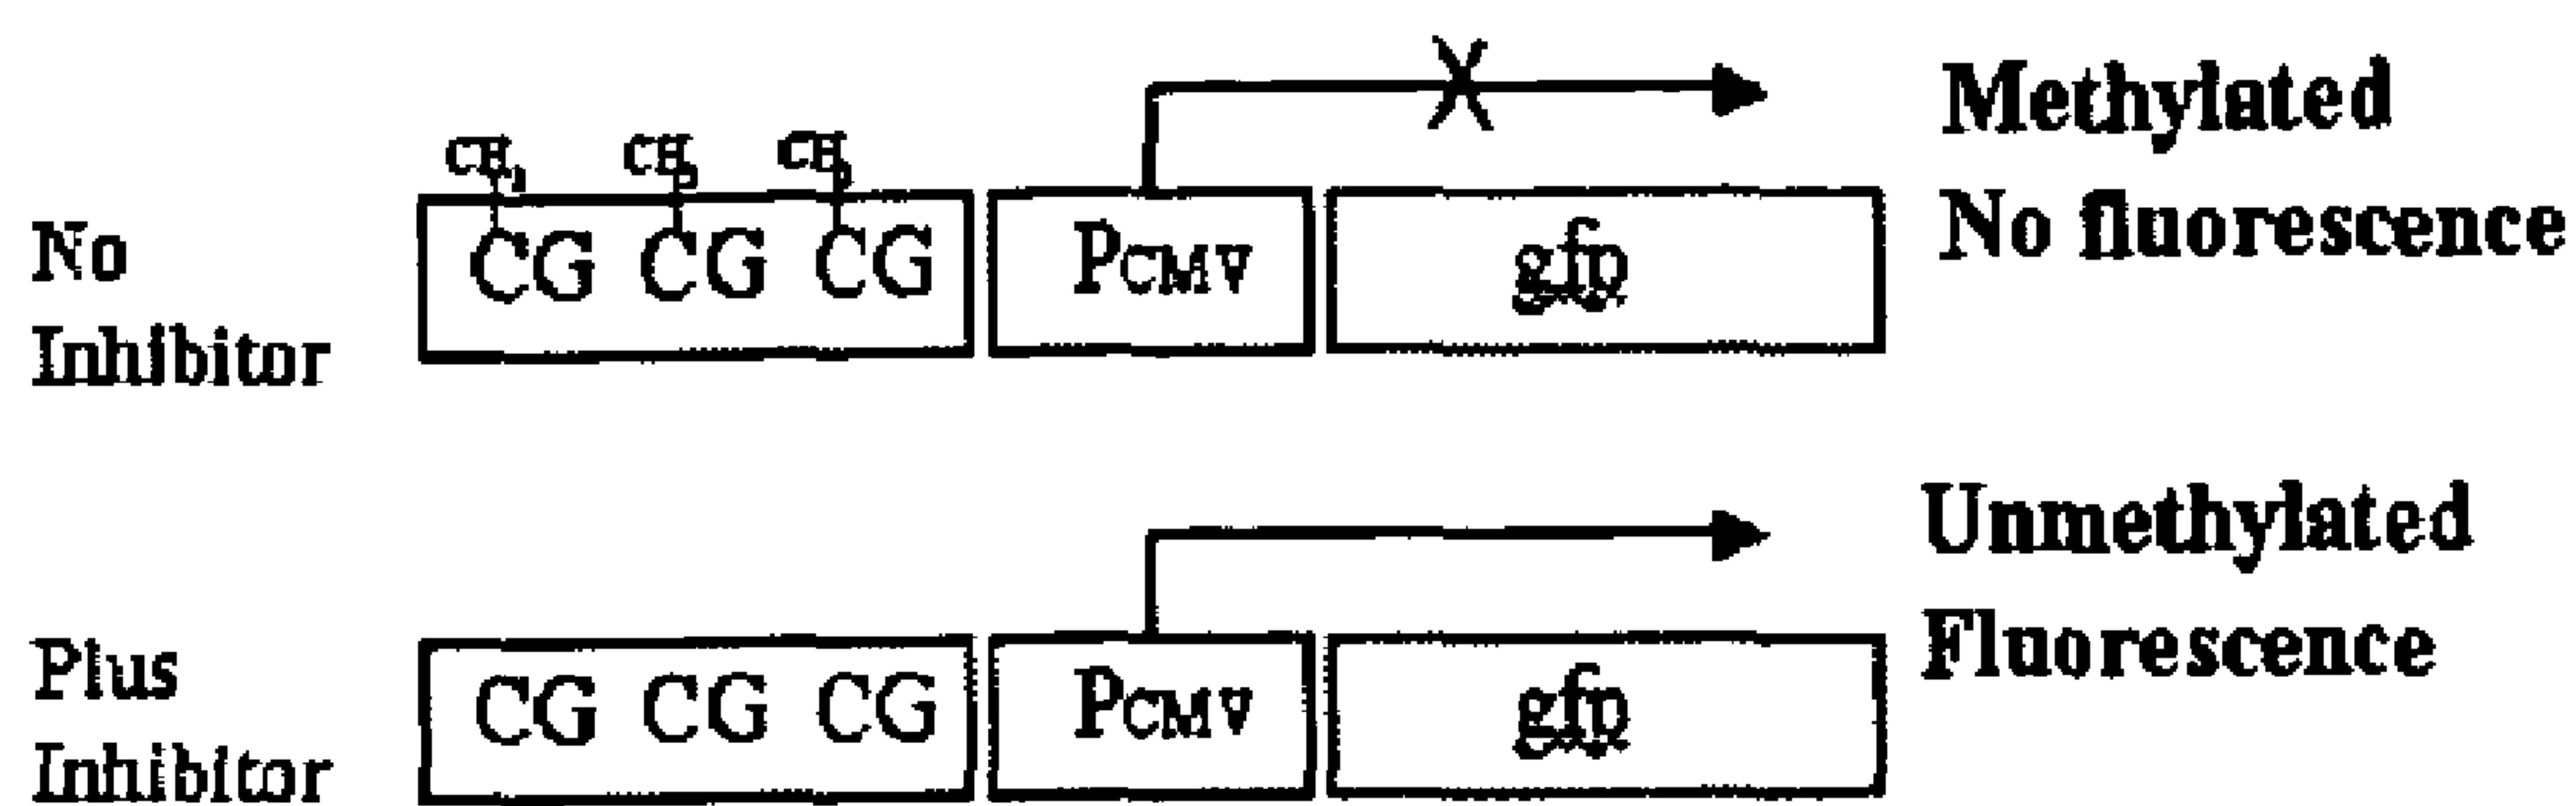 Methylated
No fluorescence
CH3 CH3 CH3
No
Inhibitor
CG CG CG
PCMV
gfp
Unmethylated
Fluorescence
Plus
Inhibitor
CG CG CG
PCMV
gfp